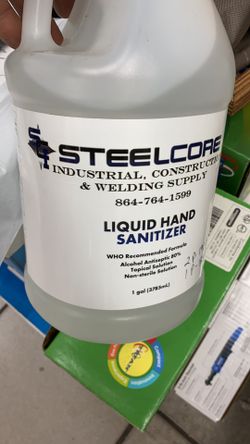 STEELCORE
INDUSTRIAL, CONSTRUCTIO
& WELDING SUPPLY
864-764-1599
LIQUID HAND
SANITIZER
WHO Recommended Formula
Alcohol Antiseptic 80%
Topical Solution
Non-sterile Solution
1 gal (3785mL)